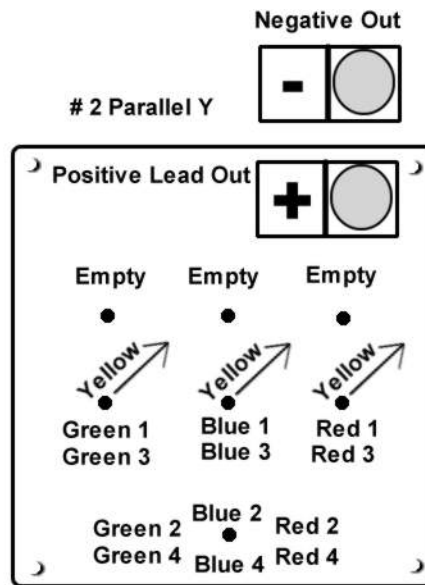 Negative Out
-
# 2 Parallel Y
Positive Lead Out
+
Empty Empty Empty
Yellow Yellow Yellow
Green 1 Blue 1 Red 1
Green 3 Blue 3 Red 3
Green 2 Blue 2 Red 2
Green 4 Blue 4 Red 4